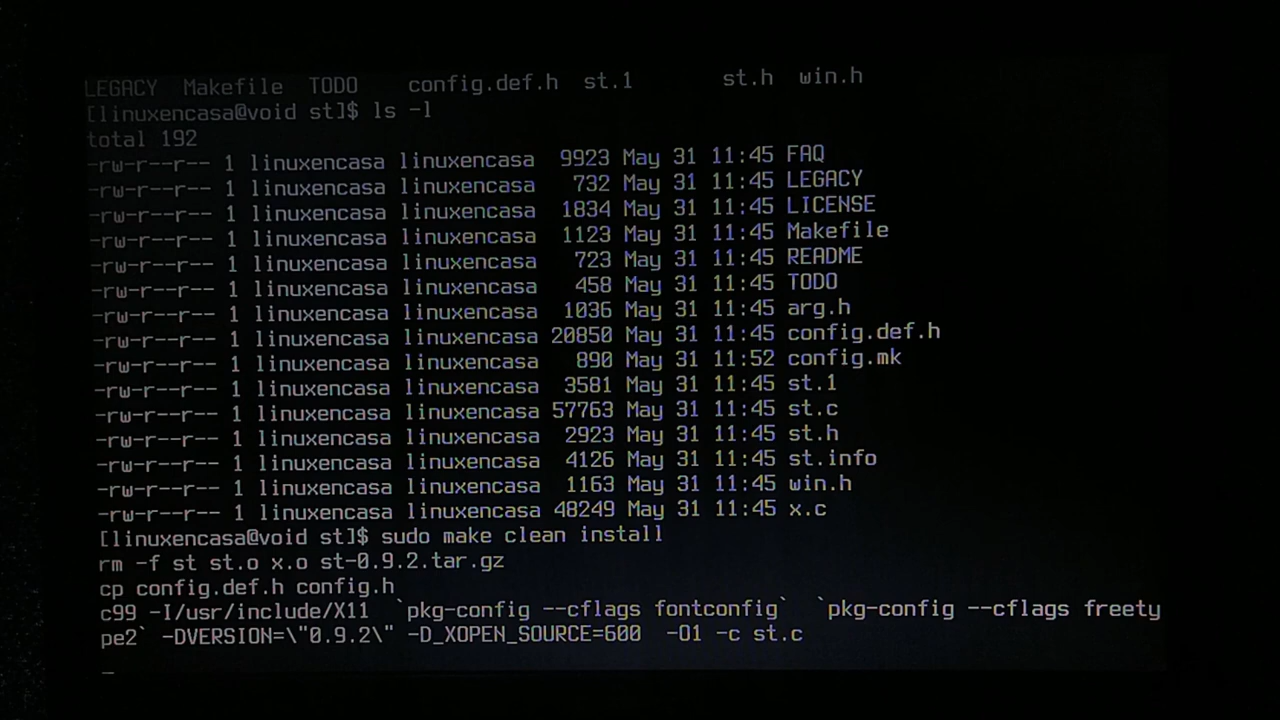 LEGACY Makefile TODO config.def.h st.1 st.h win.h
[linuxencasa@void st]$ ls -l
total 192
-rw-r--r-- 1 linuxencasa linuxencasa 9923 May 31 11:45 FAQ
-rw-r--r-- 1 linuxencasa linuxencasa 732 May 31 11:45 LEGACY
-rw-r--r-- 1 linuxencasa linuxencasa 1834 May 31 11:45 LICENSE
-rw-r--r-- 1 linuxencasa linuxencasa 1123 May 31 11:45 Makefile
-rw-r--r-- 1 linuxencasa linuxencasa 723 May 31 11:45 README
-rw-r--r-- 1 linuxencasa linuxencasa 458 May 31 11:45 TODO
-rw-r--r-- 1 linuxencasa linuxencasa 1036 May 31 11:45 arg.h
-rw-r--r-- 1 linuxencasa linuxencasa 20850 May 31 11:45 config.def.h
-rw-r--r-- 1 linuxencasa linuxencasa 890 May 31 11:52 config.mk
-rw-r--r-- 1 linuxencasa linuxencasa 3581 May 31 11:45 st.1
-rw-r--r-- 1 linuxencasa linuxencasa 57763 May 31 11:45 st.c
-rw-r--r-- 1 linuxencasa linuxencasa 2923 May 31 11:45 st.h
-rw-r--r-- 1 linuxencasa linuxencasa 4126 May 31 11:45 st.info
-rw-r--r-- 1 linuxencasa linuxencasa 1163 May 31 11:45 win.h
-rw-r--r-- 1 linuxencasa linuxencasa 48249 May 31 11:45 x.c
[linuxencasa@void st]$ sudo make clean install
rm -f st st.o x.o st-0.9.2.tar.gz
cp config.def.h config.h
c99 -I/usr/include/X11 `pkg-config --cflags fontconfig` `pkg-config --cflags freety
pe2` -DVERSION=\"0.9.2\" -D_XOPEN_SOURCE=600 -O1 -c st.c
_